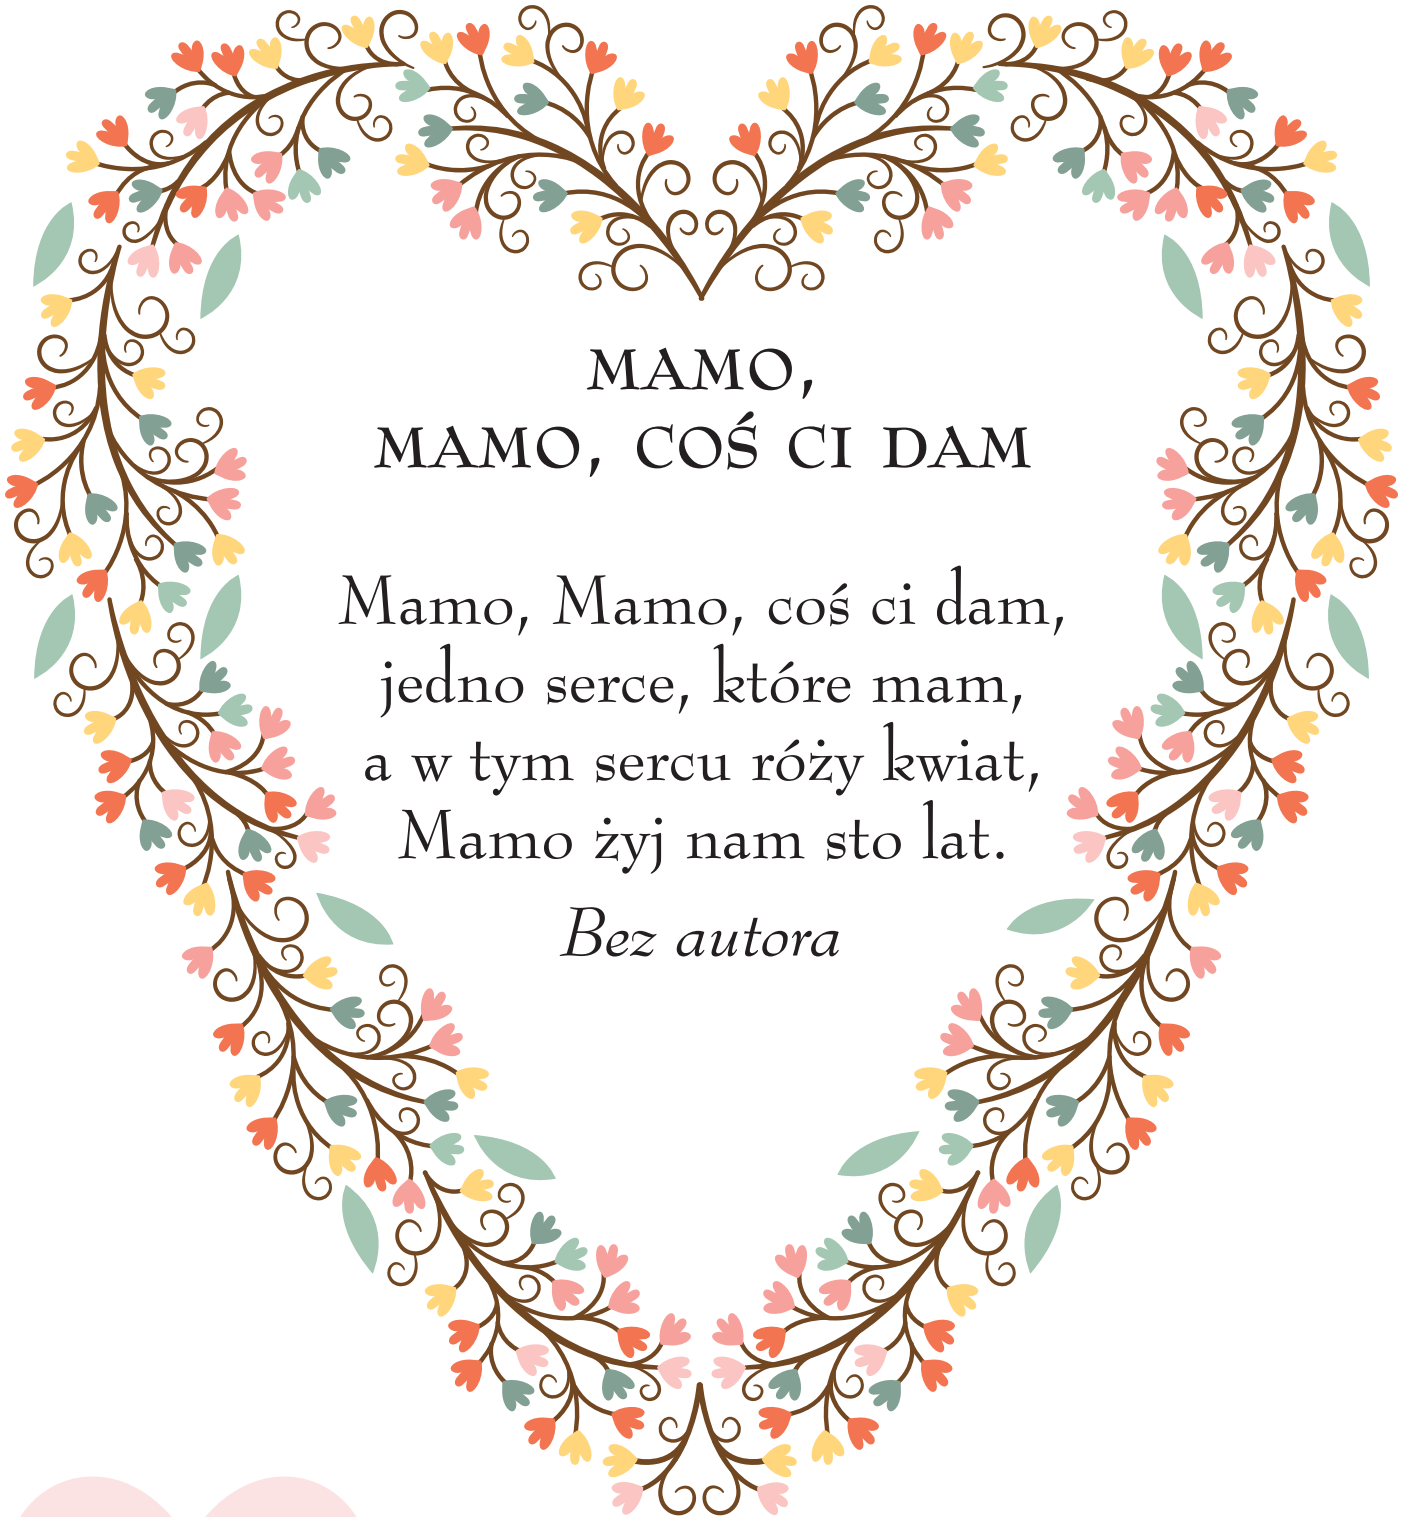 MAMO,
MAMO, COŚ CI DAM
Mamo, Mamo, coś ci dam,
jedno serce, które mam,
a w tym sercu róży kwiat,
Mamo żyj nam sto lat.
Bez autora